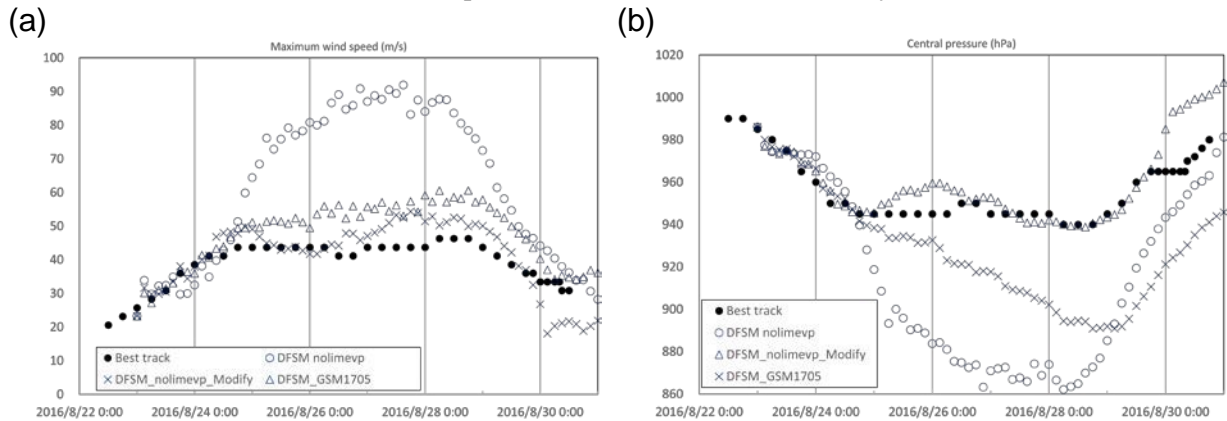 (a)
Maximum wind speed (m/s)
100
90
80
70
60
50
40
30
20
10
0
Best track
DFSM nolimevp
DFSM_nolimevp_Modify
DFSM_GSM1705
2016/8/22 0:00
2016/8/24 0:00
2016/8/26 0:00
2016/8/28 0:00
2016/8/30 0:00
(b)
Central pressure (hPa)
1020
1000
980
960
940
920
900
880
860
Best track
DFSM nolimevp
DFSM_nolimevp_Modify
DFSM_GSM1705
2016/8/22 0:00
2016/8/24 0:00
2016/8/26 0:00
2016/8/28 0:00
2016/8/30 0:00